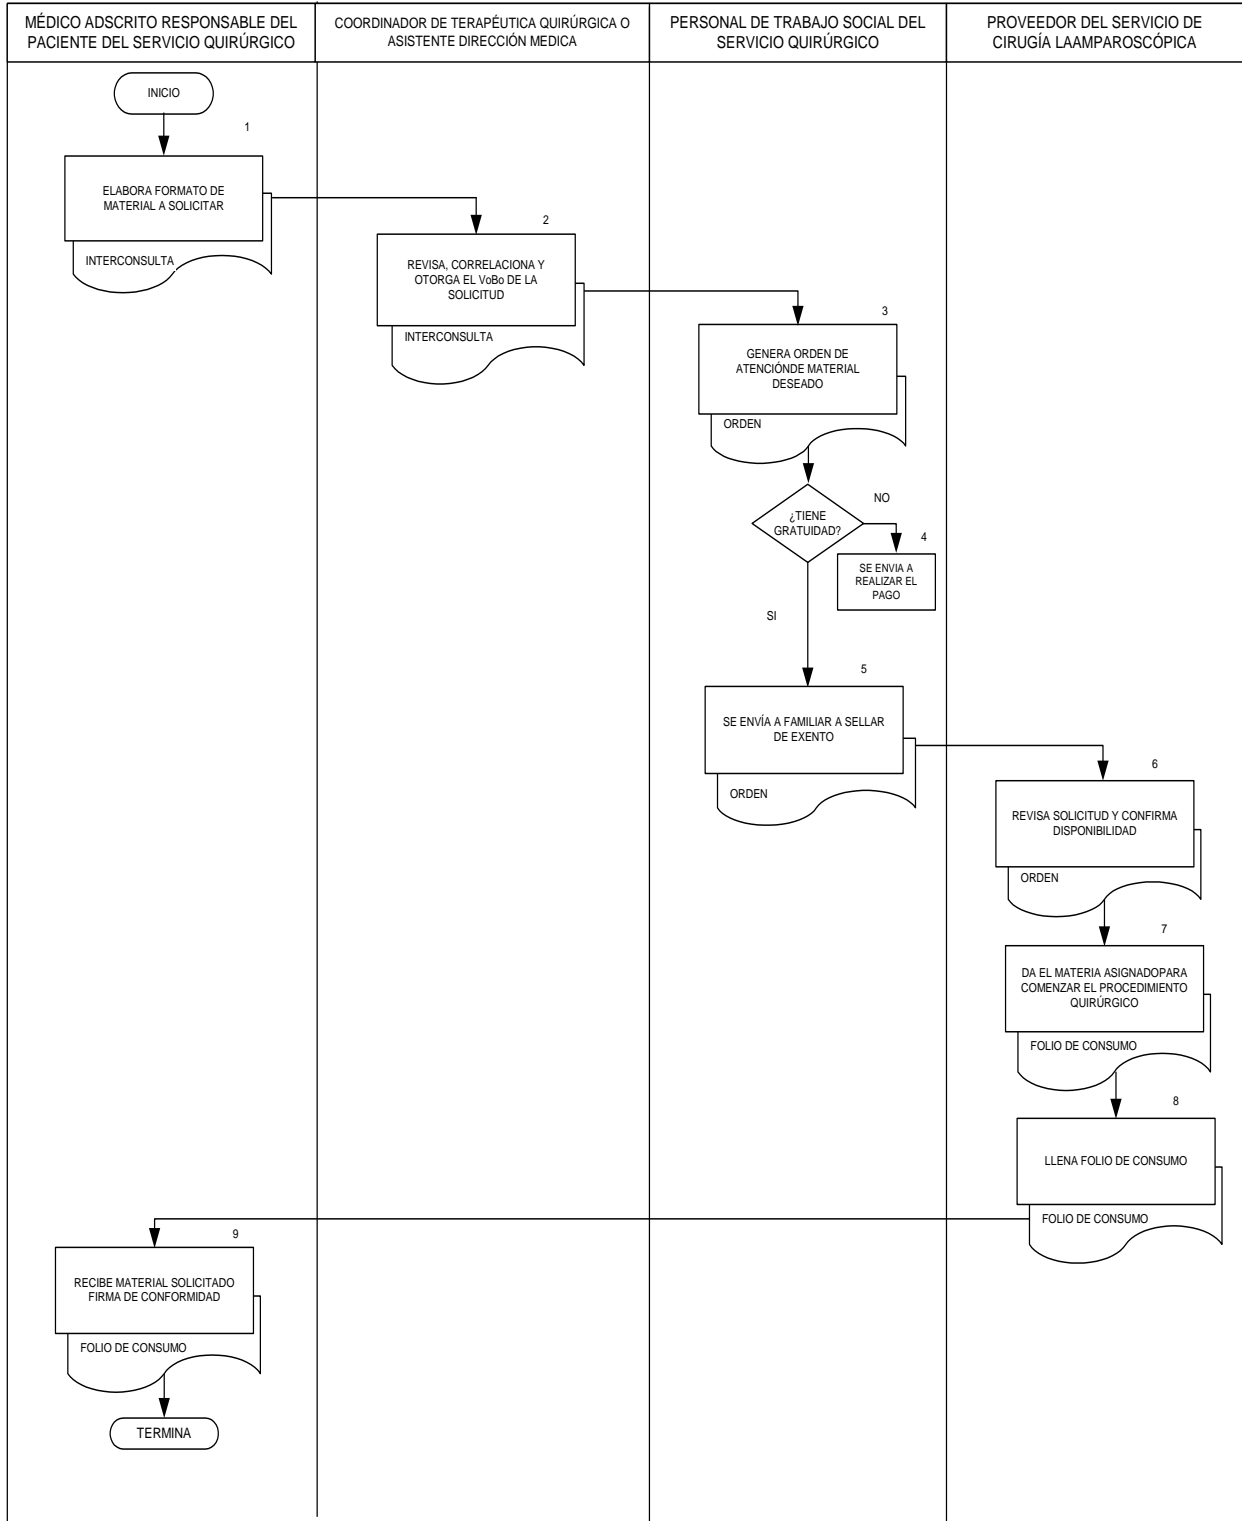 MÉDICO ADSCRITO RESPONSABLE DEL
PACIENTE DEL SERVICIO QUIRÚRGICO
COORDINADOR DE TERAPÉUTICA QUIRÚRGICA O
ASISTENTE DIRECCIÓN MEDICA
PERSONAL DE TRABAJO SOCIAL DEL
SERVICIO QUIRÚRGICO
PROVEEDOR DEL SERVICIO DE
CIRUGÍA LAAMPAROSCÓPICA
INICIO
1
ELABORA FORMATO DE
MATERIAL A SOLICITAR
INTERCONSULTA
2
REVISA, CORRELACIONA Y
OTORGA EL VoBo DE LA
SOLICITUD
INTERCONSULTA
3
GENERA ORDEN DE
ATENCIÓNDE MATERIAL
DESEADO
ORDEN
¿TIENE
GRATUIDAD?
NO
4
SE ENVIA A
REALIZAR EL
PAGO
SI
5
SE ENVÍA A FAMILIAR A SELLAR
DE EXENTO
ORDEN
6
REVISA SOLICITUD Y CONFIRMA
DISPONIBILIDAD
ORDEN
7
DA EL MATERIA ASIGNADOPARA
COMENZAR EL PROCEDIMIENTO
QUIRÚRGICO
FOLIO DE CONSUMO
8
LLENA FOLIO DE CONSUMO
FOLIO DE CONSUMO
9
RECIBE MATERIAL SOLICITADO
FIRMA DE CONFORMIDAD
FOLIO DE CONSUMO
TERMINA